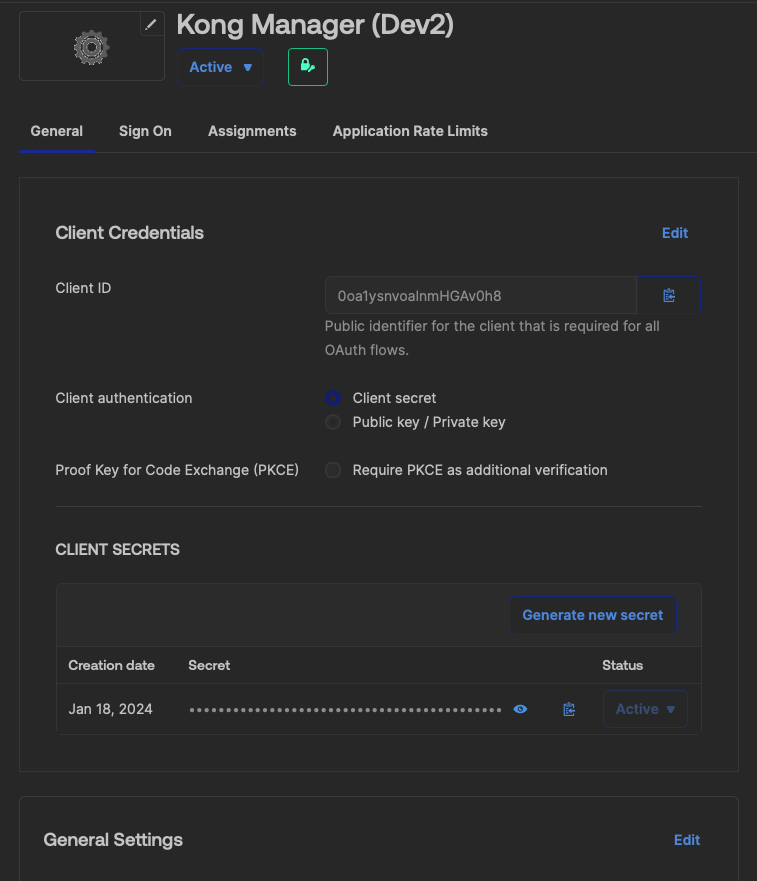 Kong Manager (Dev2)
Active
General
Sign On
Assignments
Application Rate Limits
Client Credentials
Edit
Client ID
0oa1ysnvoalnmHGAv0h8
Public identifier for the client that is required for all
OAuth flows.
Client authentication
Client secret
Public key / Private key
Proof Key for Code Exchange (PKCE)
Require PKCE as additional verification
CLIENT SECRETS
Generate new secret
Creation date
Secret
Status
Jan 18, 2024
Active
General Settings
Edit